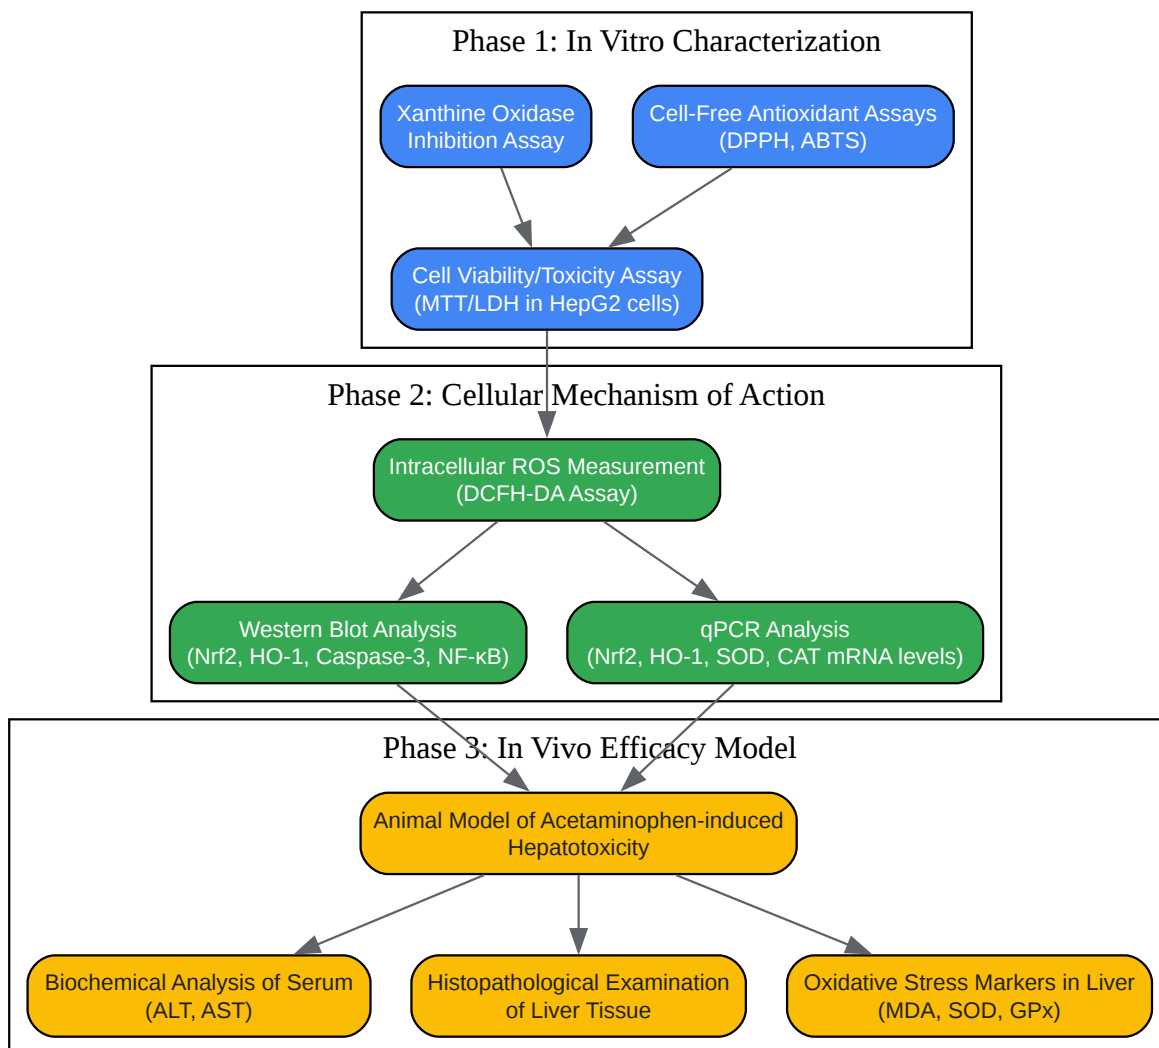 Phase 1: In Vitro Characterization
Xanthine Oxidase
Inhibition Assay
Cell-Free Antioxidant Assays
(DPPH, ABTS)
Cell Viability/Toxicity Assay
(MTT/LDH in HepG2 cells)
Phase 2: Cellular Mechanism of Action
Intracellular ROS Measurement
(DCFH-DA Assay)
Western Blot Analysis
(Nrf2, HO-1, Caspase-3, NF-κB)
qPCR Analysis
(Nrf2, HO-1, SOD, CAT mRNA levels)
Phase 3: In Vivo Efficacy Model
Animal Model of Acetaminophen-induced
Hepatotoxicity
Biochemical Analysis of Serum
(ALT, AST)
Histopathological Examination
of Liver Tissue
Oxidative Stress Markers in Liver
(MDA, SOD, GPx)